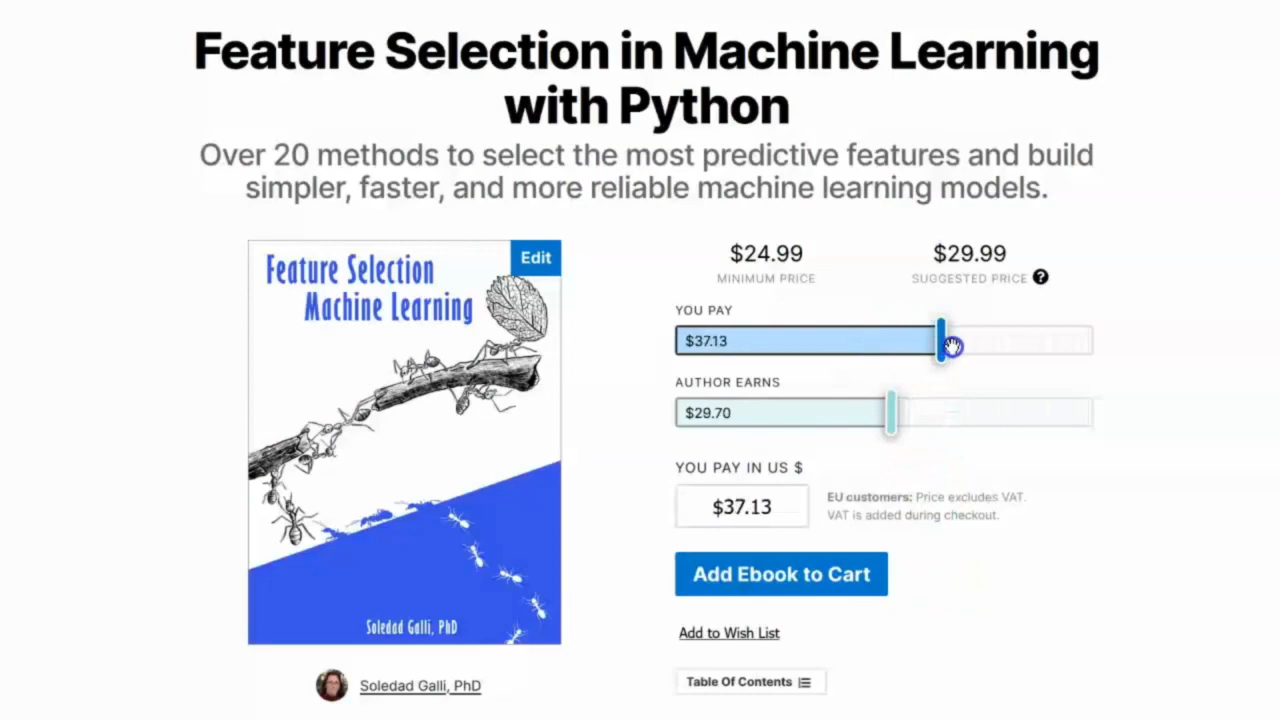 Feature Selection in Machine Learning
with Python
Over 20 methods to select the most predictive features and build
simpler, faster, and more reliable machine learning models.
Edit
Feature Selection
Machine Learning
Soledad Galli, PhD
Soledad Galli, PhD
$24.99
MINIMUM PRICE
$29.99
SUGGESTED PRICE ?
YOU PAY
$37.13
AUTHOR EARNS
$29.70
YOU PAY IN US $
$37.13
EU customers: Price excludes VAT.
VAT is added during checkout.
Add Ebook to Cart
Add to Wish List
Table Of Contents